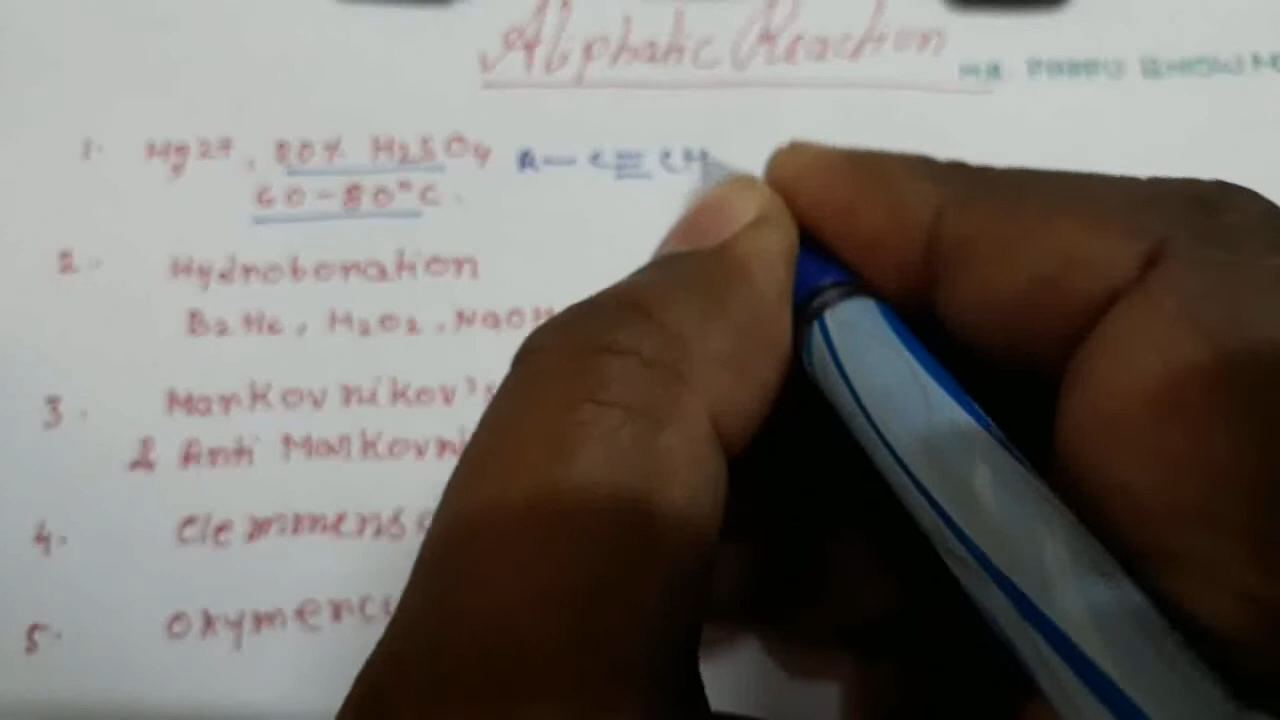 Aliphatic Reaction
1. Hg2+, 80% H2SO4 R — C≡CH
60-80°C.
2. Hydroboration
B2H6, H2O2, NaOH
3. Markovnikov's
& Anti Markovni
4. Clemmens
5. Oxymercu